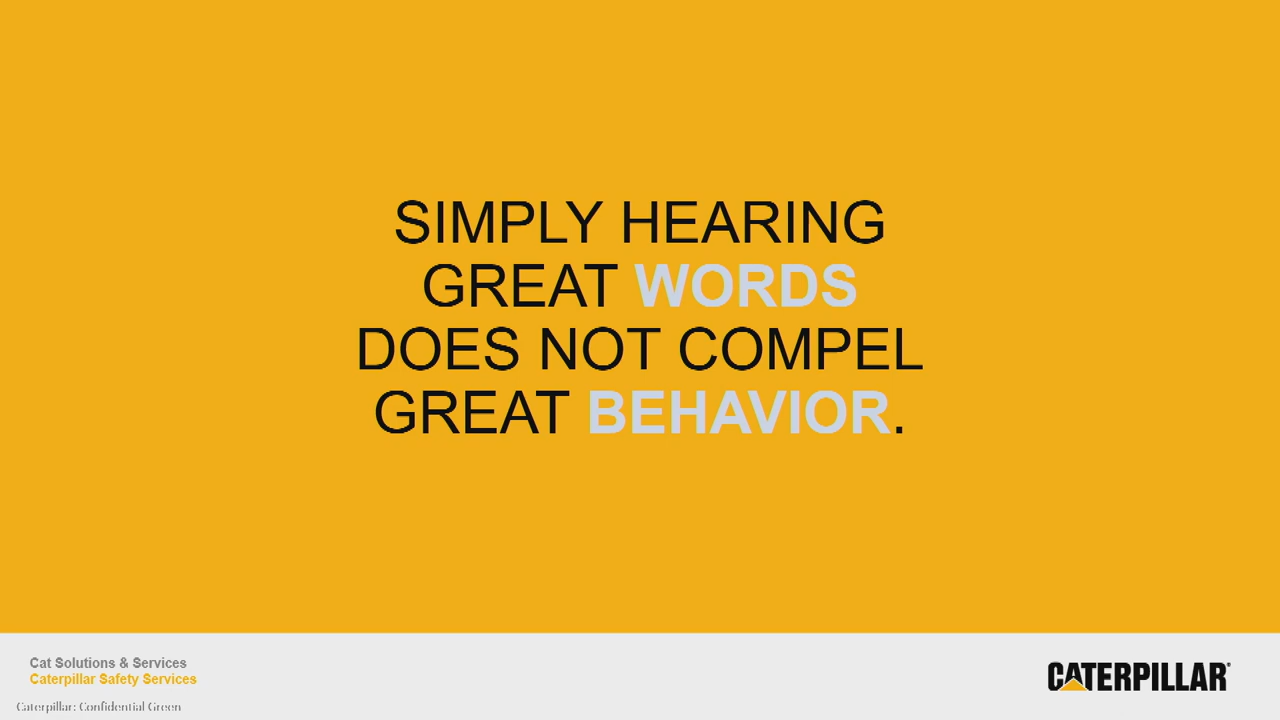 SIMPLY HEARING
GREAT WORDS
DOES NOT COMPEL
GREAT BEHAVIOR.
Cat Solutions & Services
Caterpillar Safety Services
Caterpillar: Confidential Green
CATERPILLAR®